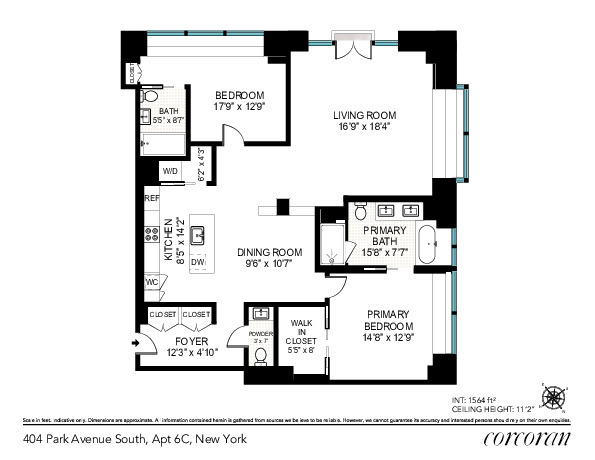 CLOSET
BEDROOM
17'9" x 12'9"
BATH
5'5" x 8'7"
LIVING ROOM
16'9" x 18'4"
W/D
6'2" x 4'3"
REF
KITCHEN
8'5" x 14'2"
DW
WC
PRIMARY
BATH
15'8" x 7'7"
DINING ROOM
9'6" x 10'7"
CLOSET
CLOSET
FOYER
12'3" x 4'10"
POWDER
3' x 7'
WALK
IN
CLOSET
5'5" x 8'
PRIMARY
BEDROOM
14'8" x 12'9"
INT: 1564 ft²
CEILING HEIGHT: 11'2"
Scale in feet. Indicative only. Dimensions are approximate. All information contained herein is gathered from sources we believe to be reliable. However, we cannot guarantee its accuracy and interested persons should rely on their own enquiries.
404 Park Avenue South, Apt 6C, New York
corcoran